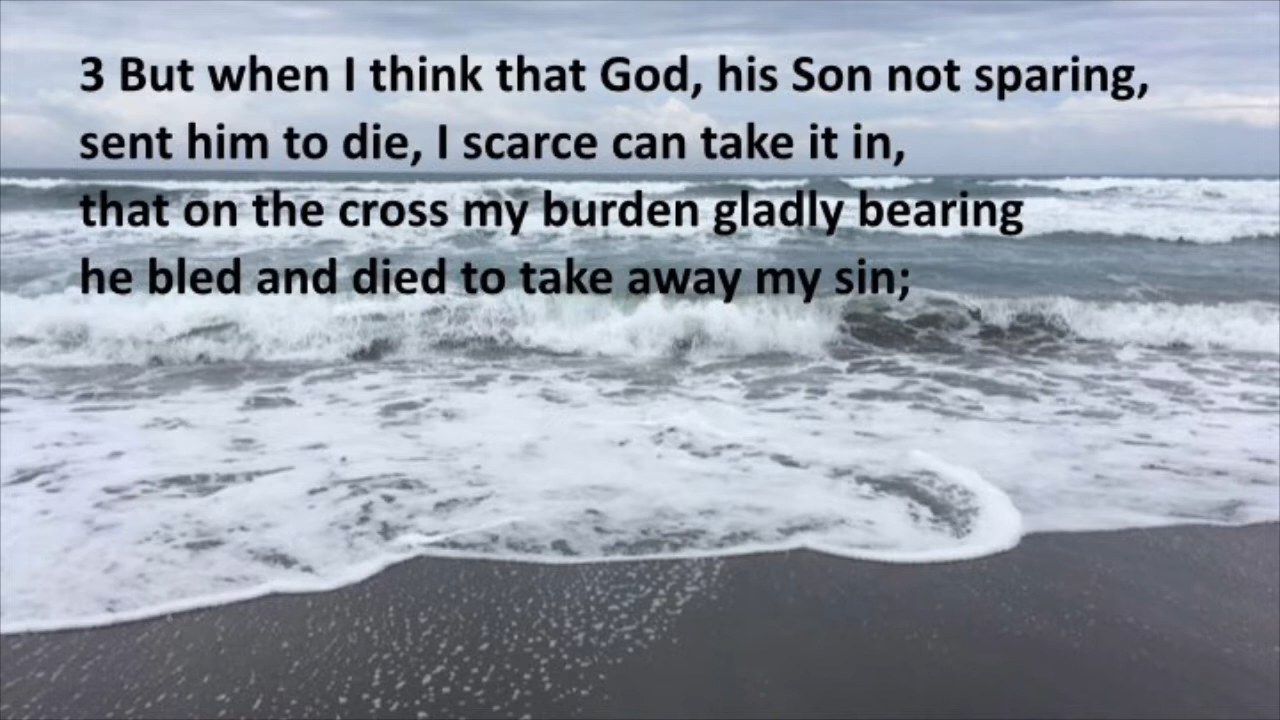 3 But when I think that God, his Son not sparing,
sent him to die, I scarce can take it in,
that on the cross my burden gladly bearing
he bled and died to take away my sin;